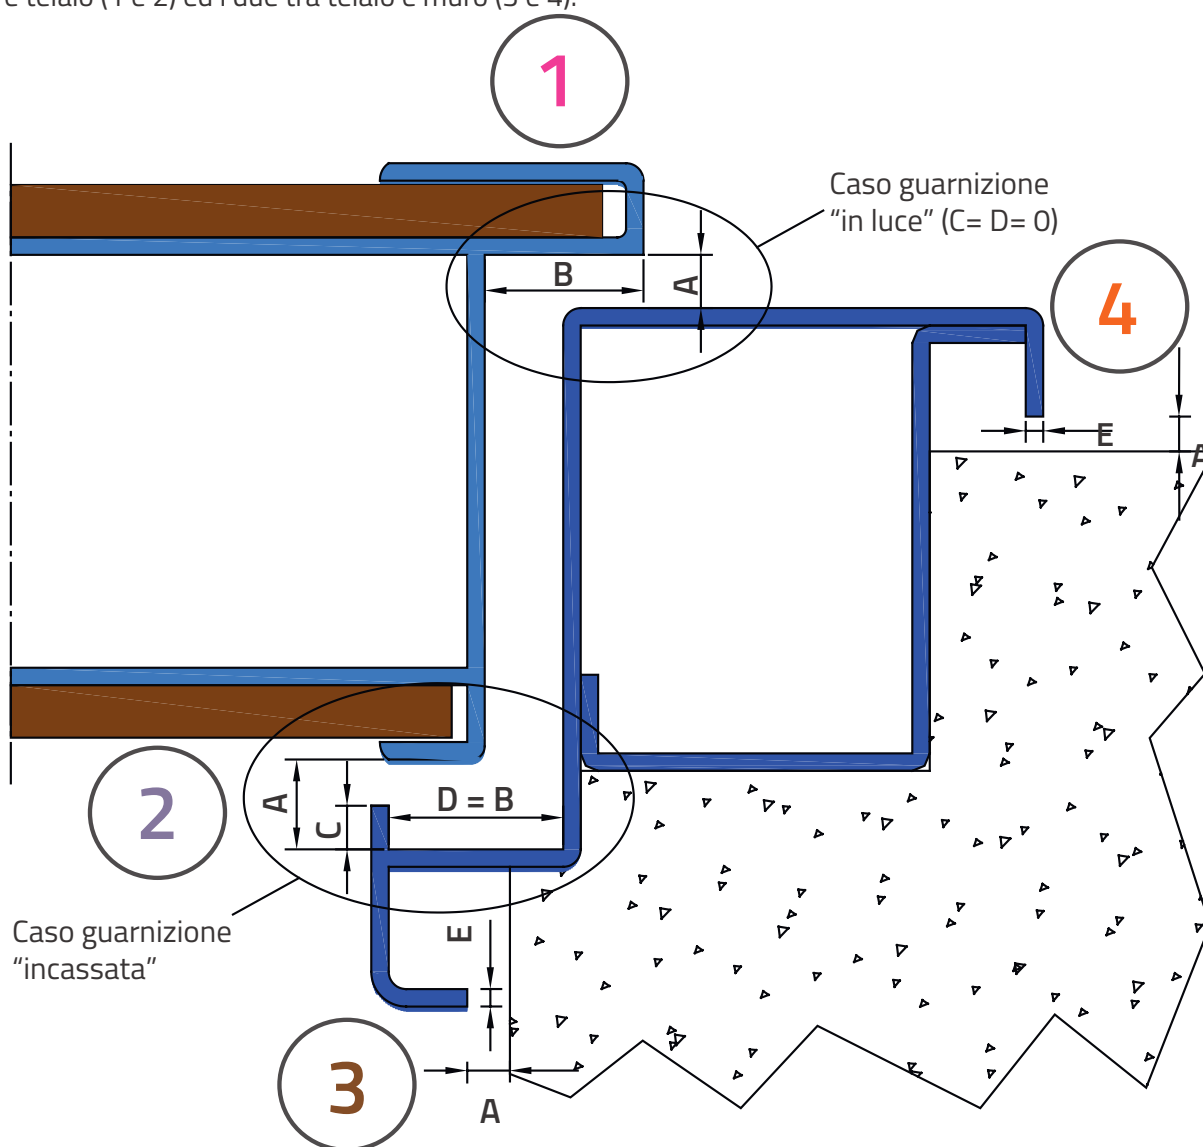 e telaio (1 e 2) ed i due tra telaio e muro (3 e 4).
1
Caso guarnizione
“in luce” (C= D= 0)
B
A
4
E
A
2
A
C
D = B
Caso guarnizione
“incassata”
E
3
A